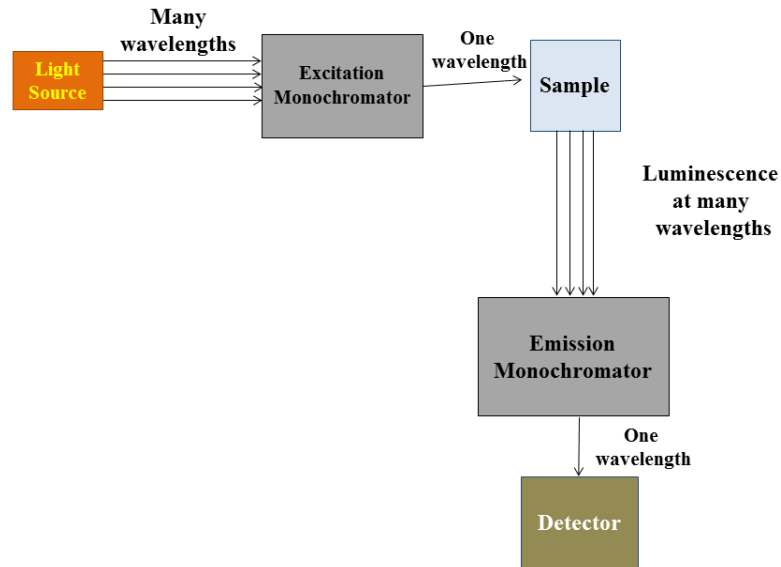 Many
wavelengths
Light
Source
Excitation
Monochromator
One
wavelength
Sample
Luminescence
at many
wavelengths
Emission
Monochromator
One
wavelength
Detector